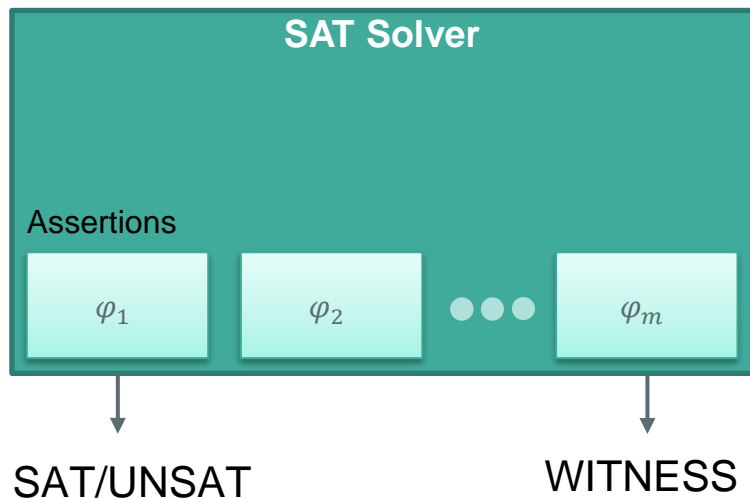 SAT Solver
Assertions
𝜑₁ 𝜑₂ 𝜑ₘ
SAT/UNSAT WITNESS